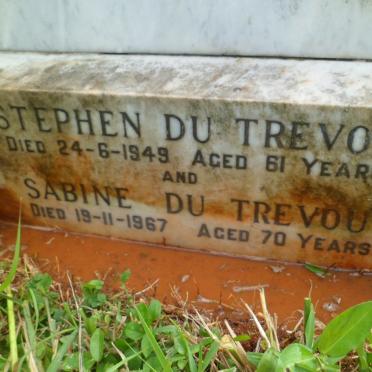 STEPHEN DU TREVO
DIED 24-6-1949 AGED 61 YEAR
AND
SABINE DU TREVOU
DIED 19-11-1967 AGED 70 YEARS